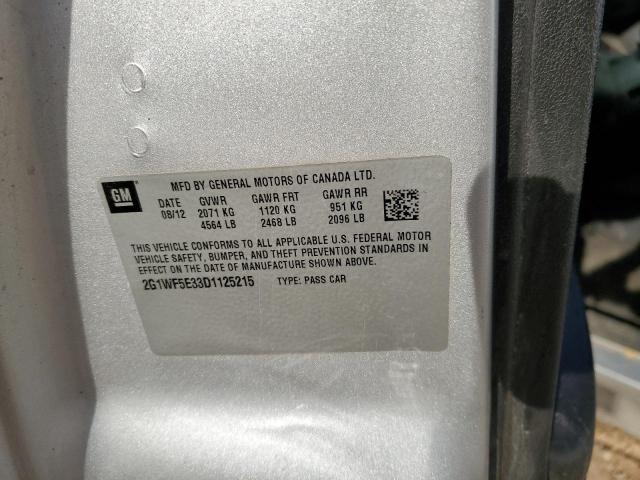 GM
MFD BY GENERAL MOTORS OF CANADA LTD.
DATE GVWR GAWR FRT GAWR RR
08/12 2071 KG 1120 KG 951 KG
4564 LB 2468 LB 2096 LB
THIS VEHICLE CONFORMS TO ALL APPLICABLE U.S. FEDERAL MOTOR
VEHICLE SAFETY, BUMPER, AND THEFT PREVENTION STANDARDS IN
EFFECT ON THE DATE OF MANUFACTURE SHOWN ABOVE.
2G1WF5E33D1125215 TYPE: PASS CAR